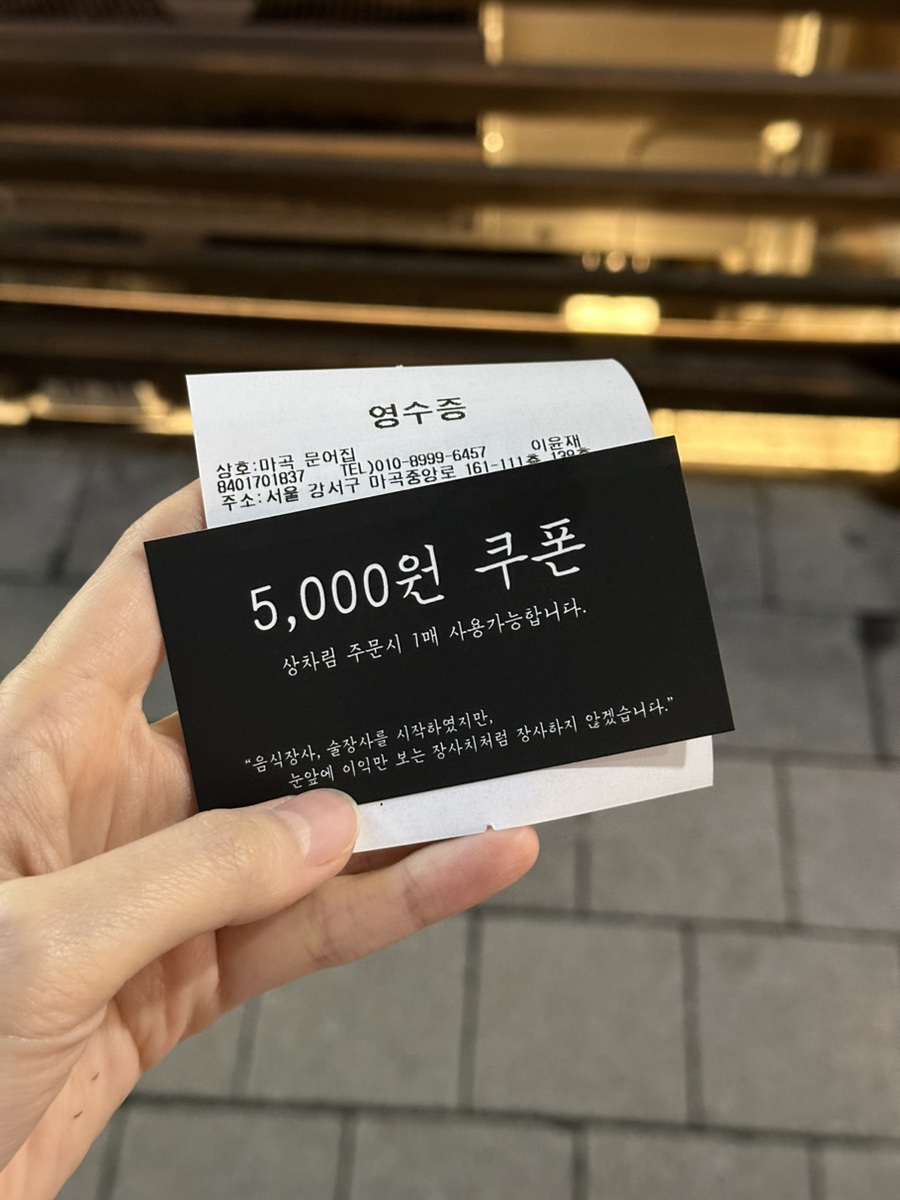 영수증
상호:마곡 문어집 이윤재
8401701837 TEL)010-8999-6457
주소:서울 강서구 마곡중앙로 161-111층
5,000원 쿠폰
상차림 주문시 1매 사용가능합니다.
“음식장사, 술장사를 시작하였지만,
눈앞에 이익만 보는 장사치처럼 장사하지 않겠습니다.”